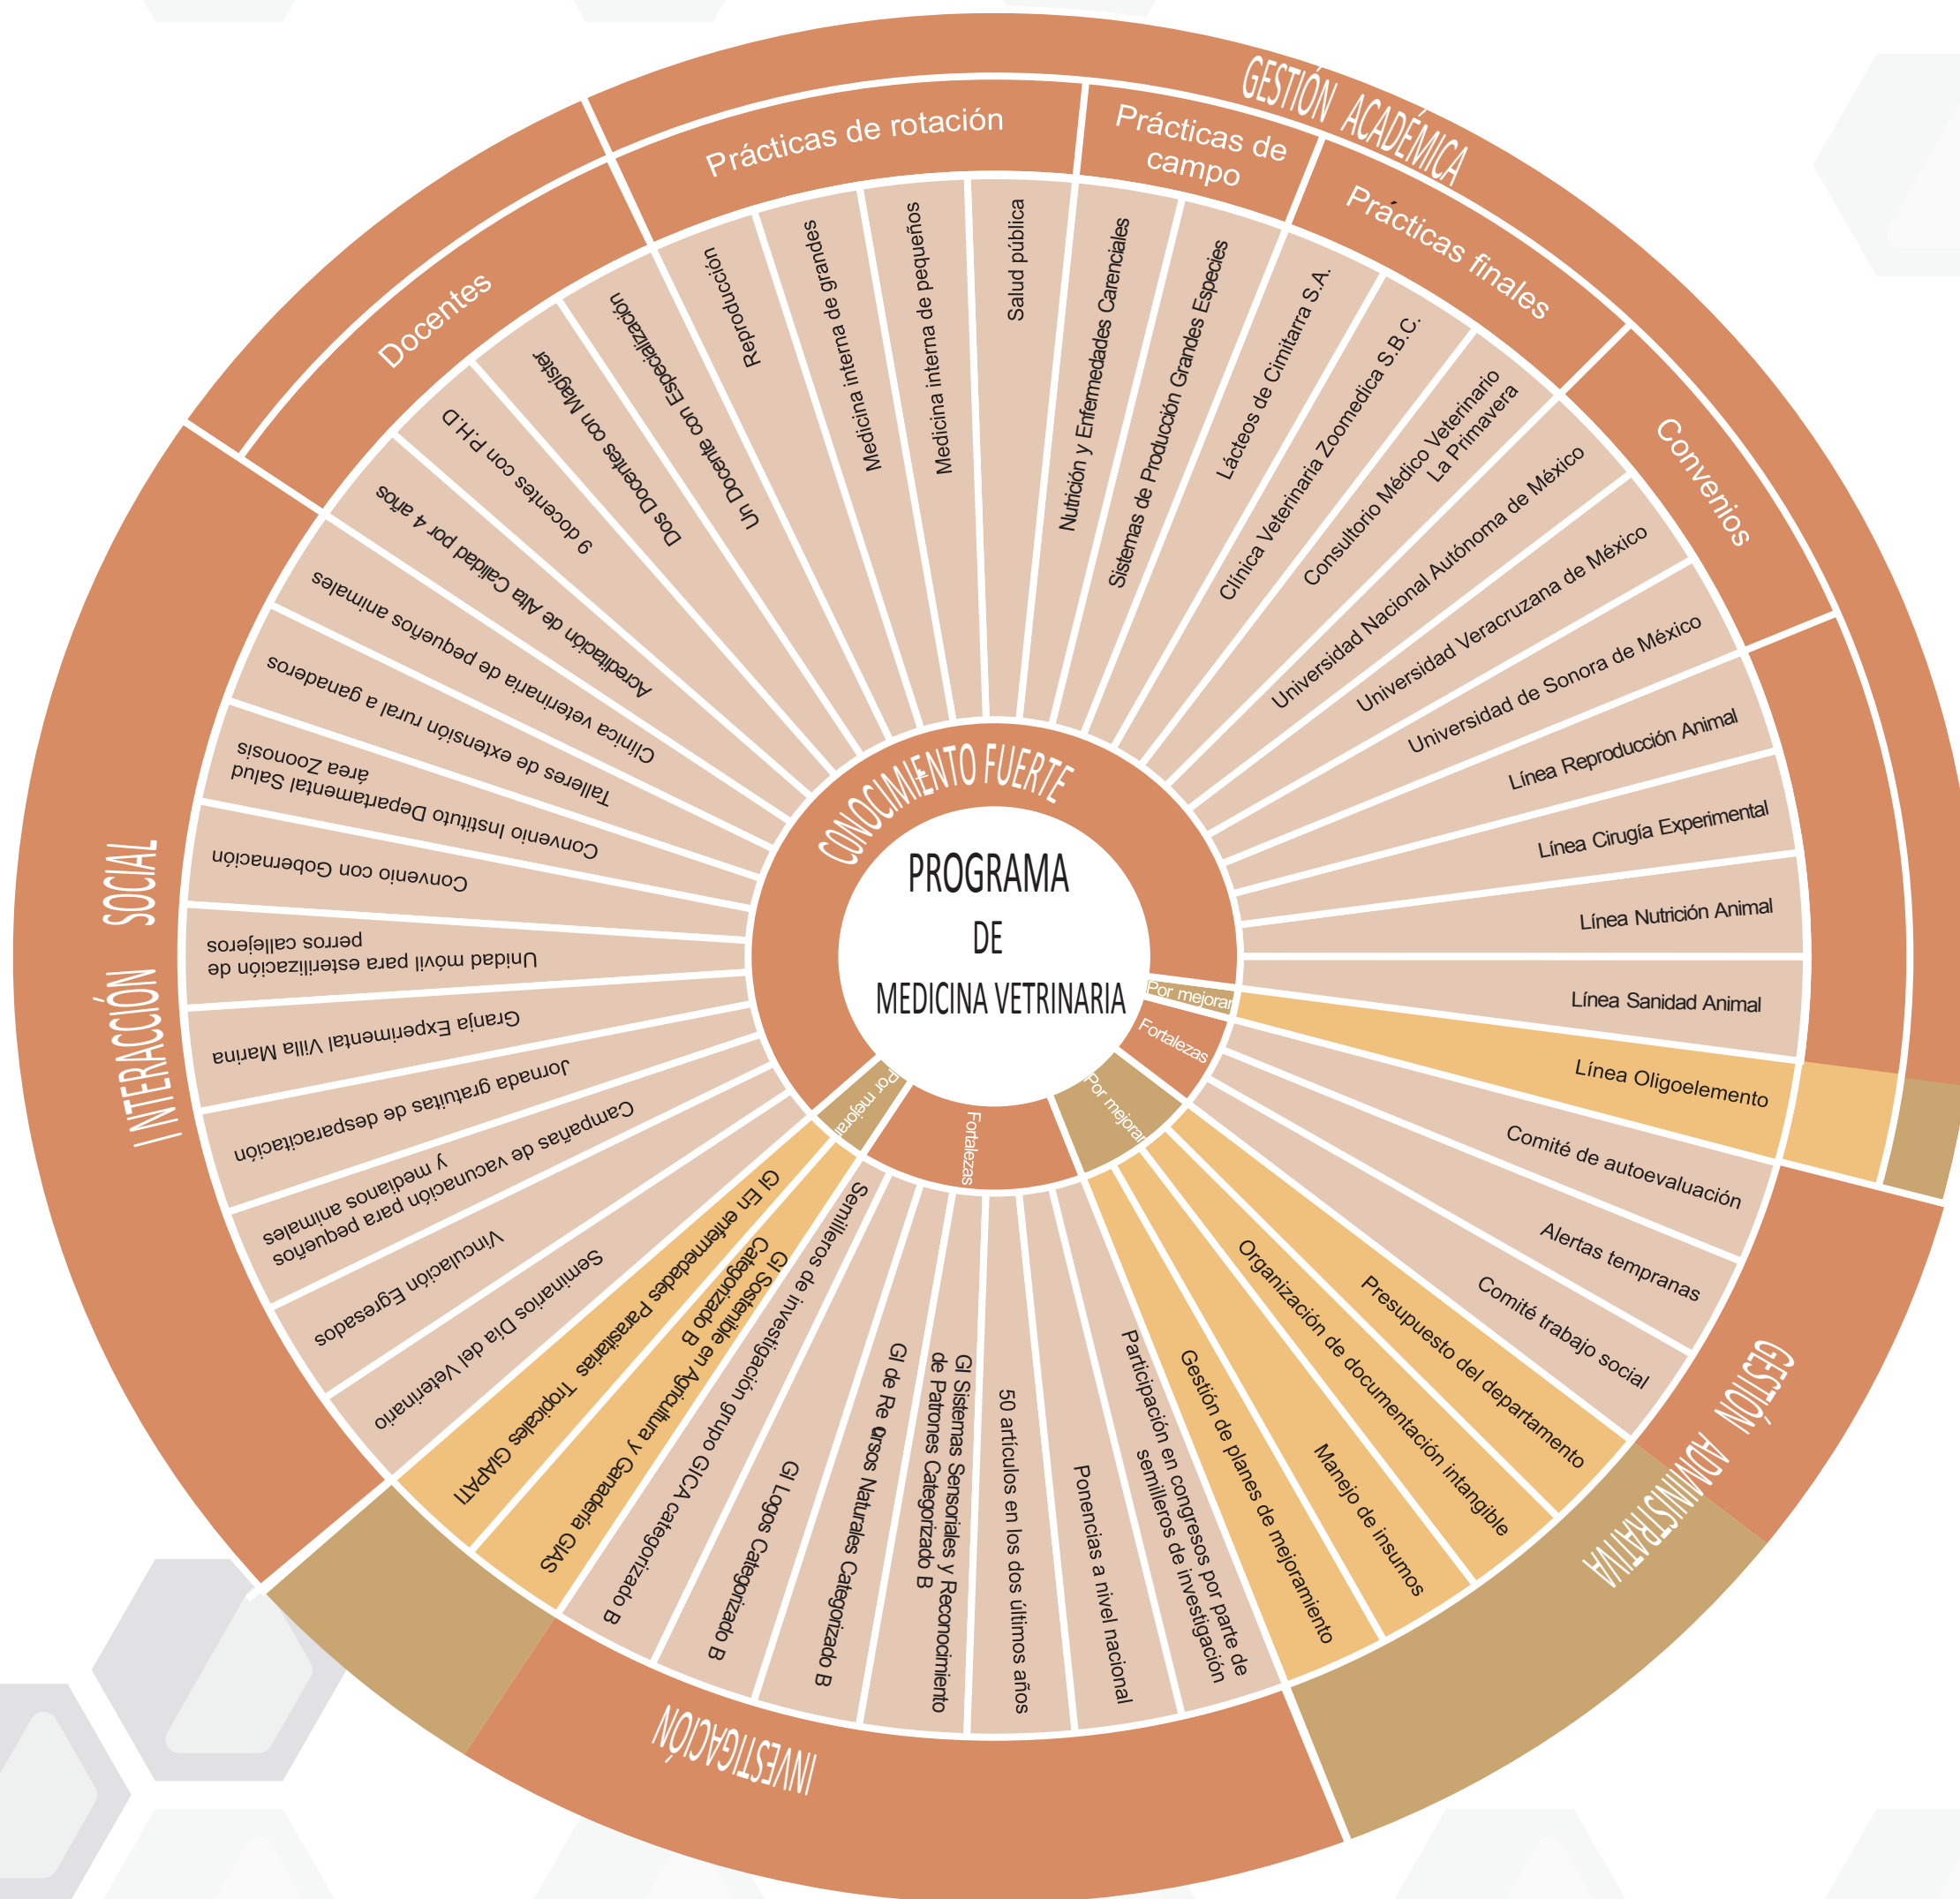 PROGRAMA
DE
MEDICINA VETRINARIA
CONOCIMIENTO FUERTE
Por mejorar
Fortalezas
Por mejorar
Fortalezas
Por mejorar
GESTIÓN ACADÉMICA
Docentes
Acreditación de Alta Calidad por 4 años
9 docentes con P.H.D
Dos Docentes con Magíster
Un Docente con Especialización
Prácticas de rotación
Reproducción
Medicina interna de grandes
Medicina interna de pequeños
Salud pública
Prácticas de
campo
Nutrición y Enfermedades Carenciales
Sistemas de Producción Grandes Especies
Prácticas finales
Lácteos de Cimitarra S.A.
Clínica Veterinaria Zoomedica S.B.C.
Consultorio Médico Veterinario
La Primavera
Convenios
Universidad Nacional Autónoma de México
Universidad Veracruzana de México
Universidad de Sonora de México
Línea Reproducción Animal
Línea Cirugía Experimental
Línea Nutrición Animal
Línea Sanidad Animal
Línea Oligoelemento
GESTIÓN ADMINISTRATIVA
Comité de autoevaluación
Alertas tempranas
Comité trabajo social
Presupuesto del departamento
Organización de documentación intangible
Manejo de insumos
Gestión de planes de mejoramiento
INVESTIGACIÓN
Participación en congresos por parte de
semilleros de investigación
Ponencias a nivel nacional
50 artículos en los dos últimos años
GI Sistemas Sensoriales y Reconocimiento
de Patrones Categorizado B
GI de Recursos Naturales Categorizado B
GI Logos Categorizado B
Semilleros de investigación grupo GICA categorizado B
GI Sostenible en Agricultura y Ganadería GIAS
Categorizado B
GI En enfermedades Parasitarias Tropicales GIAPATI
INTERACCIÓN SOCIAL
Seminarios Día del Veterinario
Vinculación Egresados
Campañas de vacunación para pequeños
y medianos animales
Jornada gratuitas de desparacitación
Granja Experimental Villa Marina
Unidad móvil para esterilización de
perros callejeros
Convenio con Gobernación
Convenio Instituto Departamental Salud
área Zoonosis
Talleres de extensión rural a ganaderos
Clínica veterinaria de pequeños animales